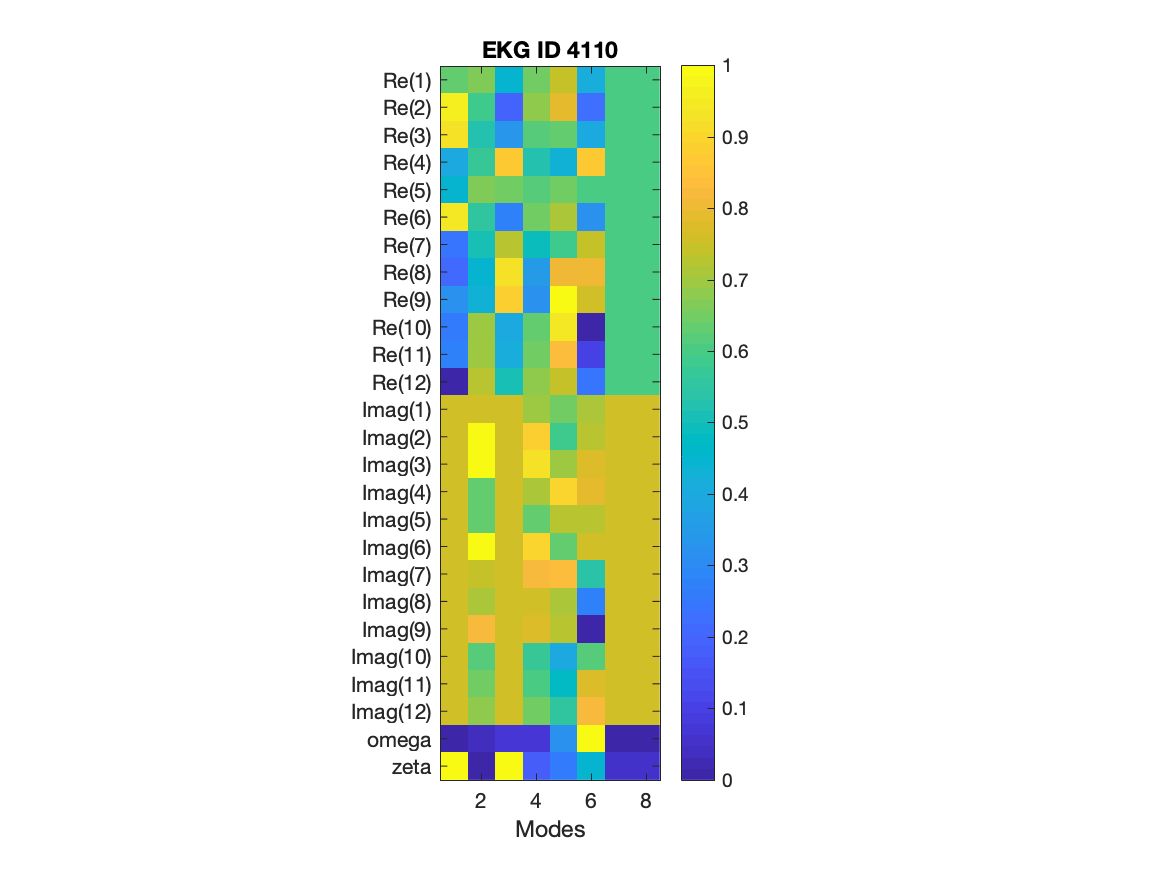 EKG ID 4110
Re(1)
Re(2)
Re(3)
Re(4)
Re(5)
Re(6)
Re(7)
Re(8)
Re(9)
Re(10)
Re(11)
Re(12)
Imag(1)
Imag(2)
Imag(3)
Imag(4)
Imag(5)
Imag(6)
Imag(7)
Imag(8)
Imag(9)
Imag(10)
Imag(11)
Imag(12)
omega
zeta
2 4 6 8
Modes
1
0.9
0.8
0.7
0.6
0.5
0.4
0.3
0.2
0.1
0